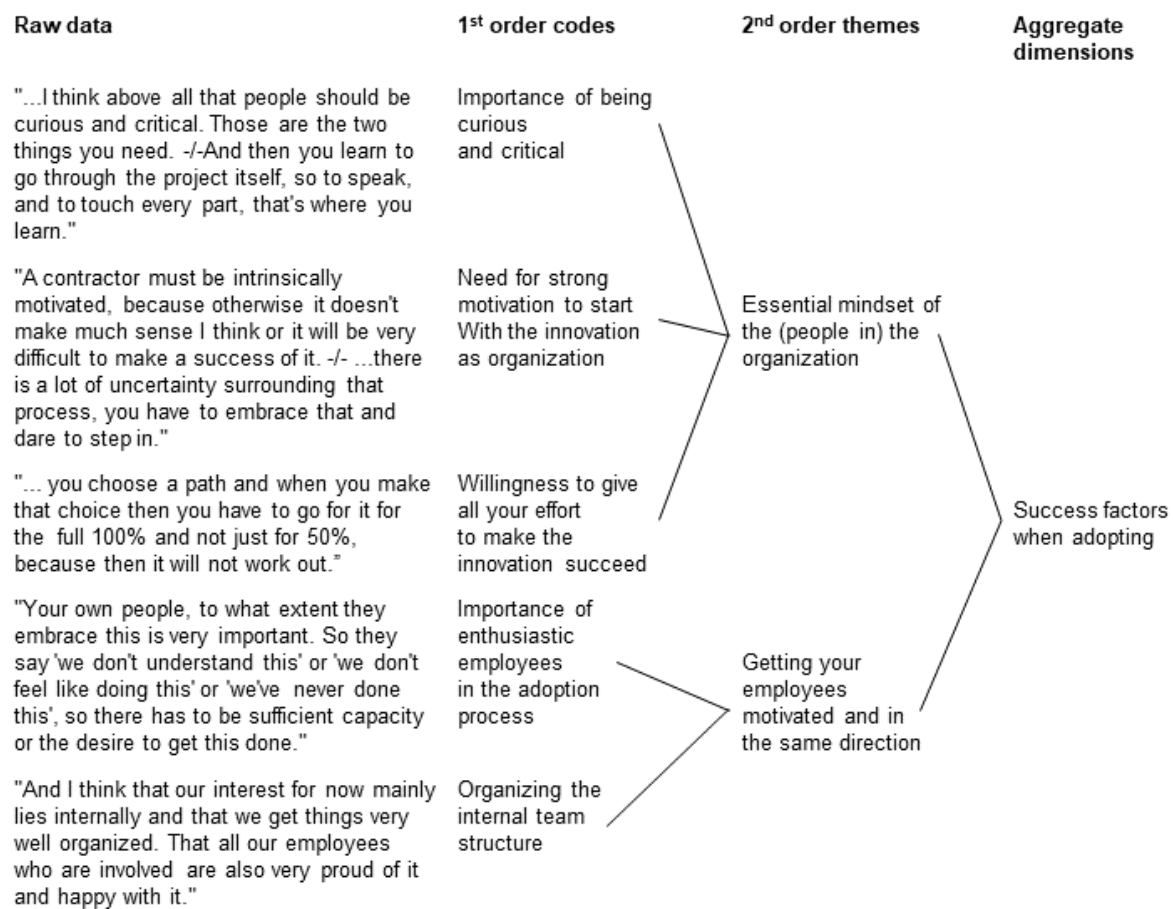 Raw data
1st order codes
2nd order themes
Aggregate
dimensions
"...I think above all that people should be
curious and critical. Those are the two
things you need. -/-And then you learn to
go through the project itself, so to speak,
and to touch every part, that's where you
learn."
Importance of being
curious
and critical
"A contractor must be intrinsically
motivated, because otherwise it doesn't
make much sense I think or it will be very
difficult to make a success of it. -/- ...there
is a lot of uncertainty surrounding that
process, you have to embrace that and
dare to step in."
Need for strong
motivation to start
With the innovation
as organization
Essential mindset of
the (people in) the
organization
"... you choose a path and when you make
that choice then you have to go for it for
the full 100% and not just for 50%,
because then it will not work out.”
Willingness to give
all your effort
to make the
innovation succeed
Success factors
when adopting
"Your own people, to what extent they
embrace this is very important. So they
say 'we don't understand this' or 'we don't
feel like doing this' or 'we've never done
this', so there has to be sufficient capacity
or the desire to get this done."
Importance of
enthusiastic
employees
in the adoption
process
Getting your
employees
motivated and in
the same direction
"And I think that our interest for now mainly
lies internally and that we get things very
well organized. That all our employees
who are involved are also very proud of it
and happy with it."
Organizing the
internal team
structure